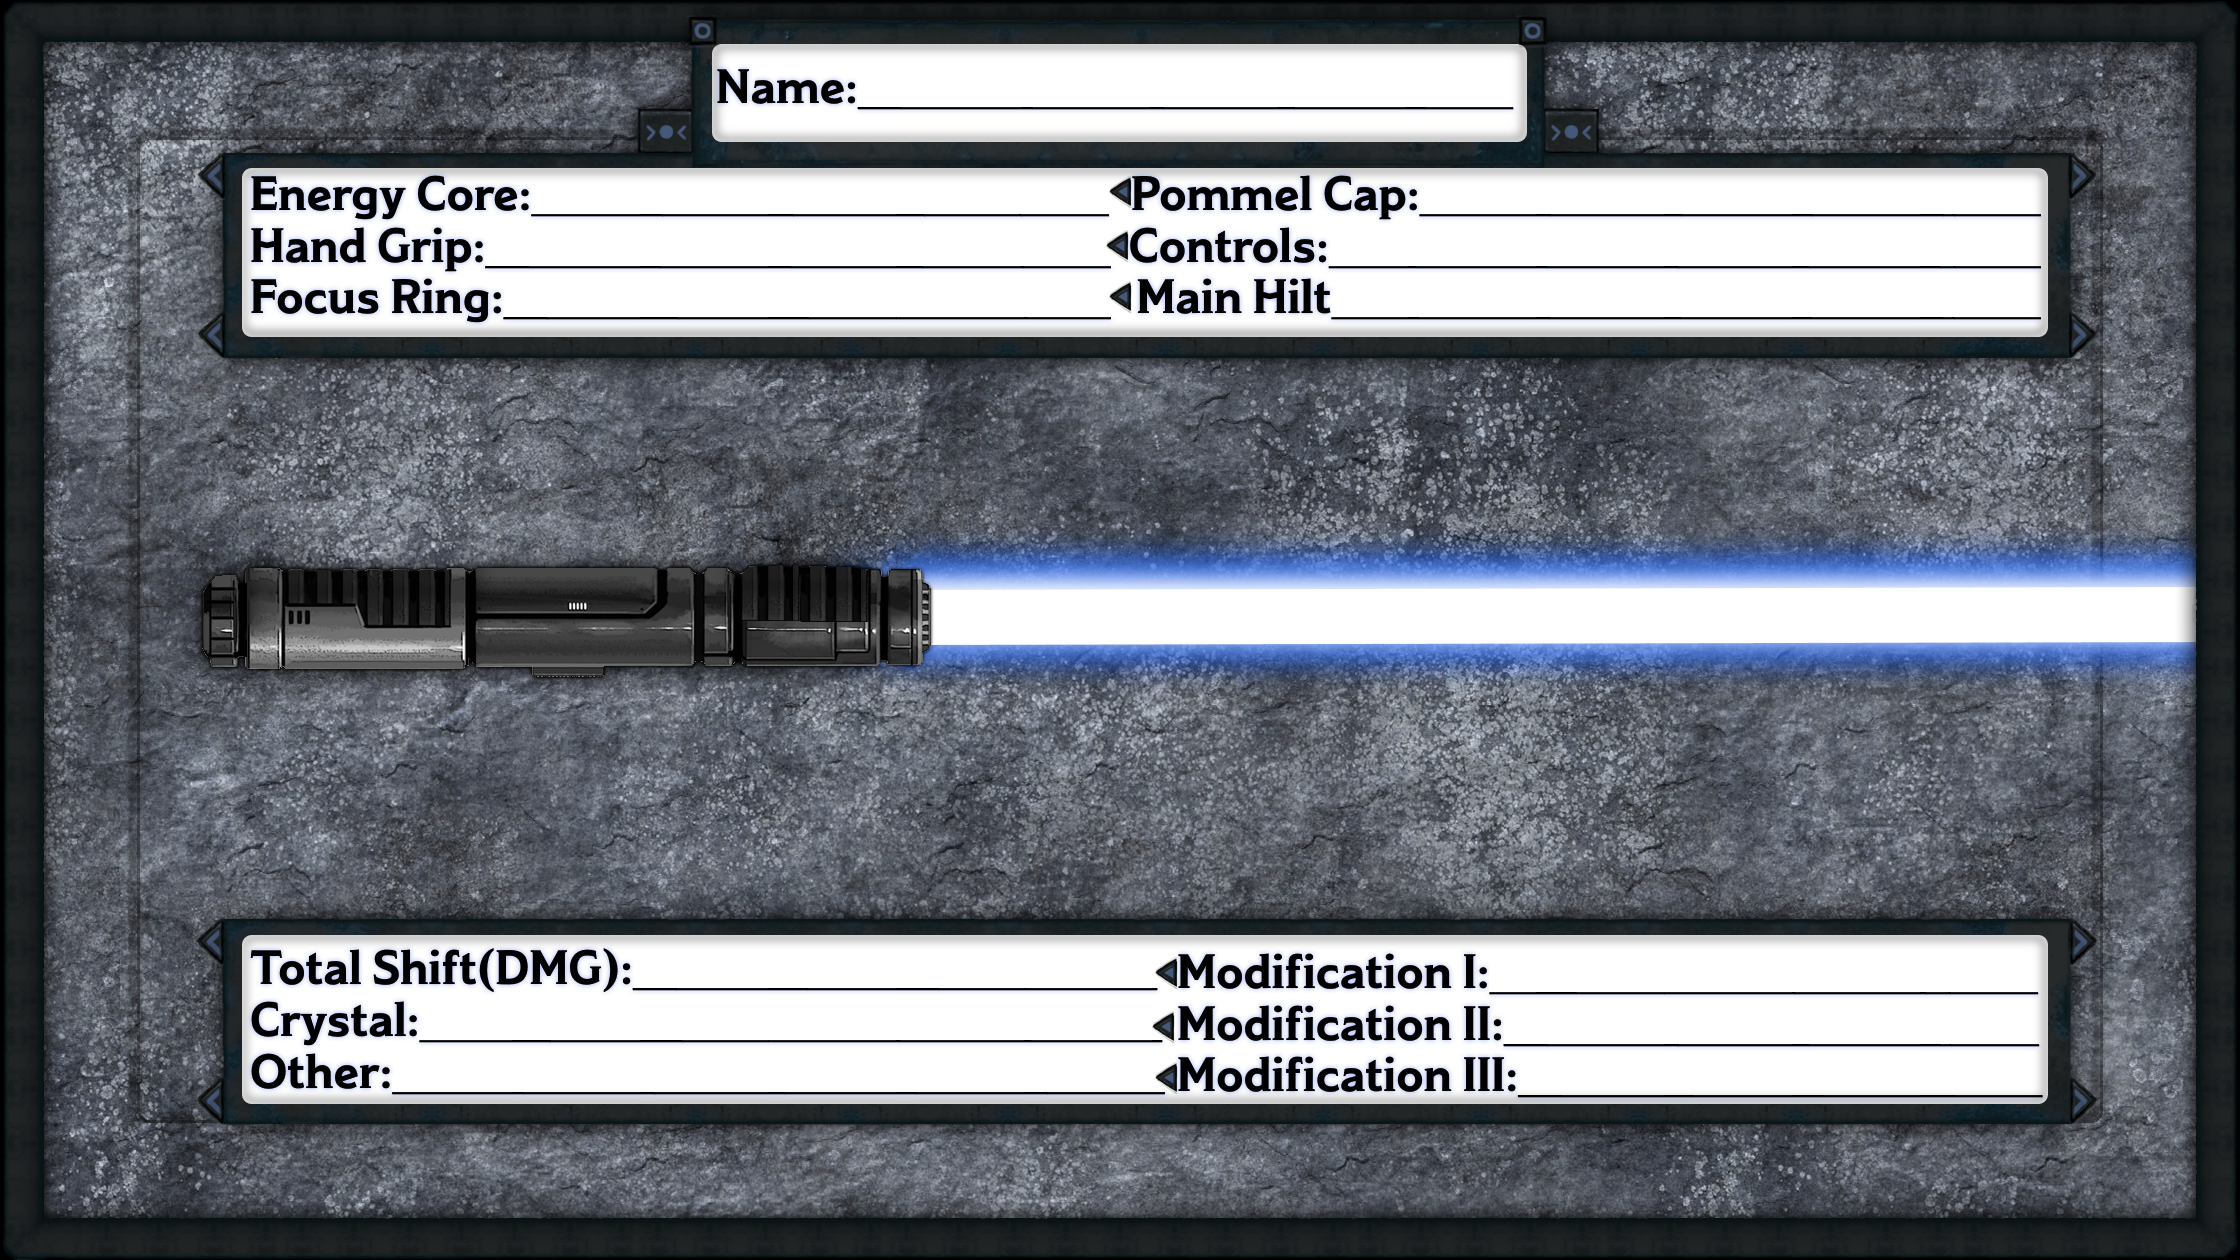 Name:
Energy Core:
Pommel Cap:
Hand Grip:
Controls:
Focus Ring:
Main Hilt
Total Shift(DMG):
Modification I:
Crystal:
Modification II:
Other:
Modification III: